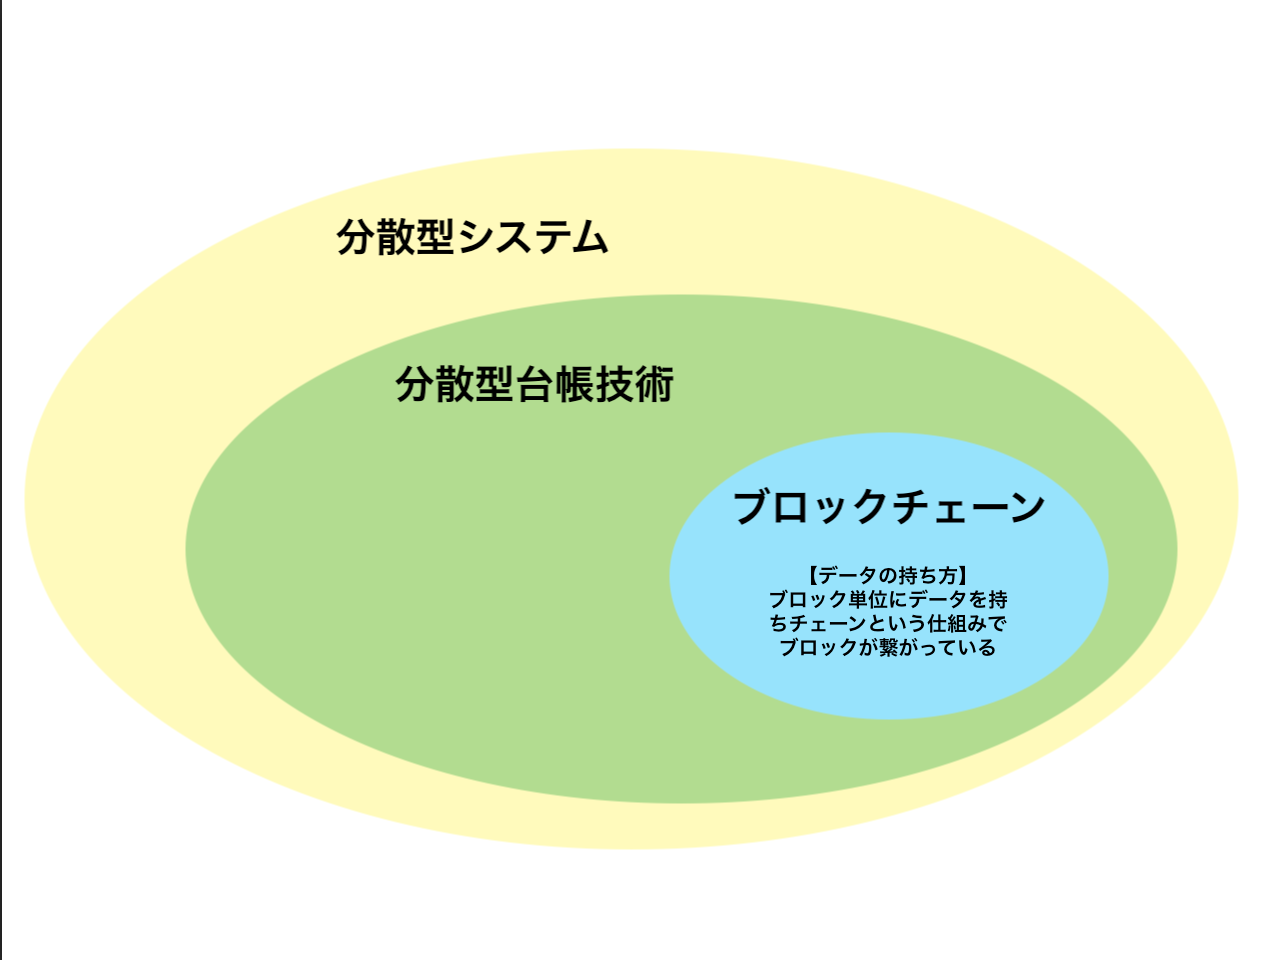 分散型システム
分散型台帳技術
ブロックチェーン
【データの持ち方】
ブロック単位にデータを持
ちチェーンという仕組みで
ブロックが繋がっている